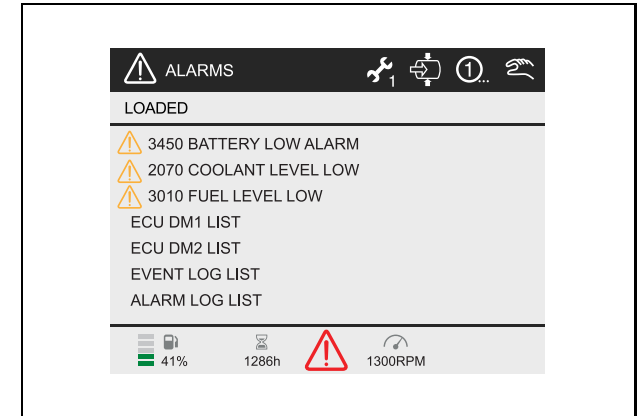 ALARMS 1 1...
LOADED
3450 BATTERY LOW ALARM
2070 COOLANT LEVEL LOW
3010 FUEL LEVEL LOW
ECU DM1 LIST
ECU DM2 LIST
EVENT LOG LIST
ALARM LOG LIST
41% 1286h 1300RPM